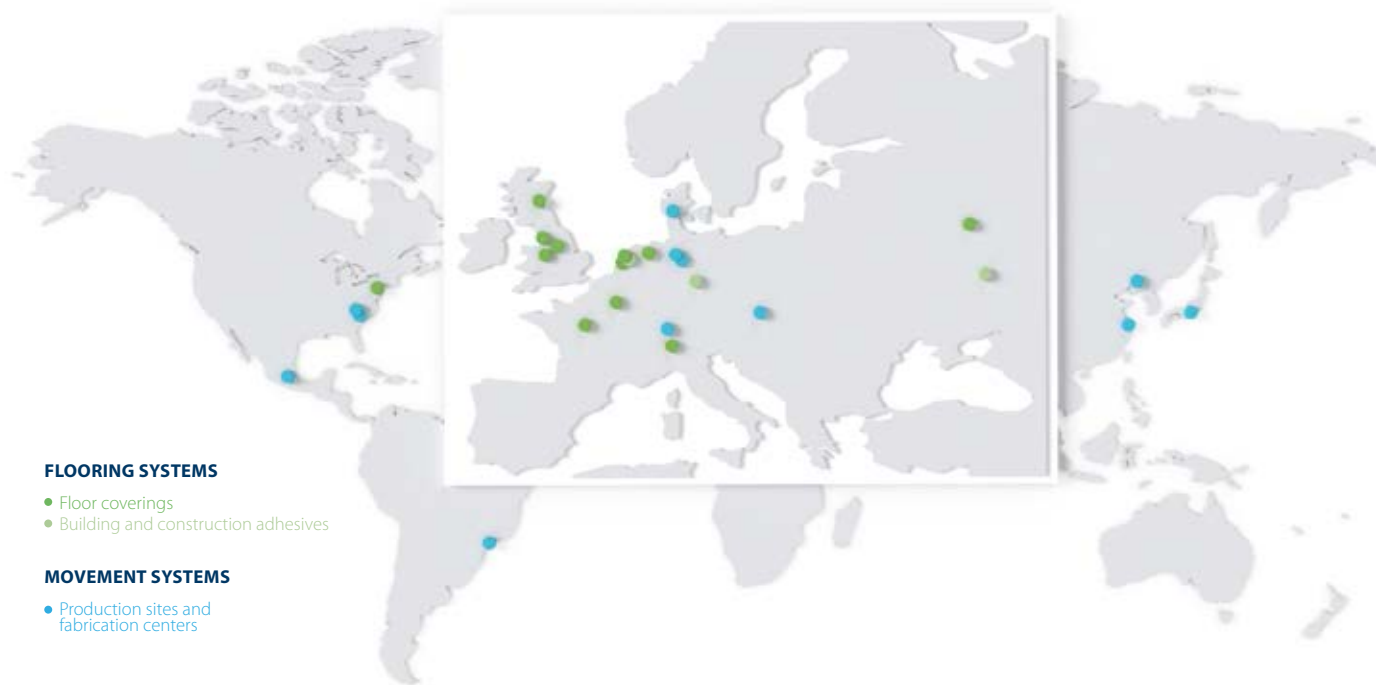 FLOORING SYSTEMS
Floor coverings
Building and construction adhesives
MOVEMENT SYSTEMS
Production sites and
fabrication centers